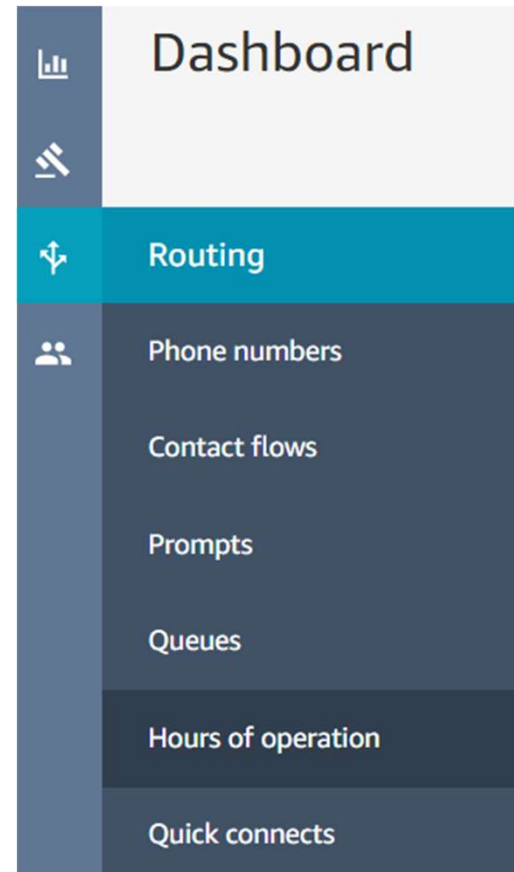 Dashboard
Routing
Phone numbers
Contact flows
Prompts
Queues
Hours of operation
Quick connects